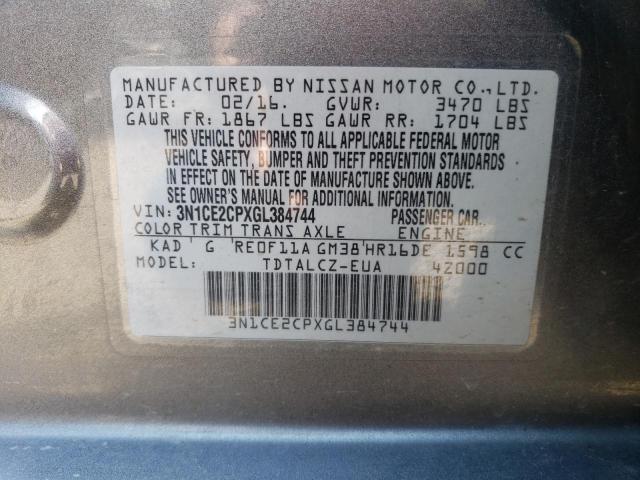 MANUFACTURED BY NISSAN MOTOR CO., LTD.
DATE: 02/16. GVWR: 3470 LBS
GAWR FR: 1867 LBS GAWR RR: 1704 LBS
THIS VEHICLE CONFORMS TO ALL APPLICABLE FEDERAL MOTOR
VEHICLE SAFETY, BUMPER AND THEFT PREVENTION STANDARDS
IN EFFECT ON THE DATE OF MANUFACTURE SHOWN ABOVE.
SEE OWNER'S MANUAL FOR ADDITIONAL INFORMATION.
VIN: 3N1CE2CPXGL384744 PASSENGER CAR.
COLOR TRIM TRANS AXLE ENGINE
KAD G RE0F11A GM38 HR16DE 1598 CC
MODEL: TDTALCZ-EUA 42000
3N1CE2CPXGL384744